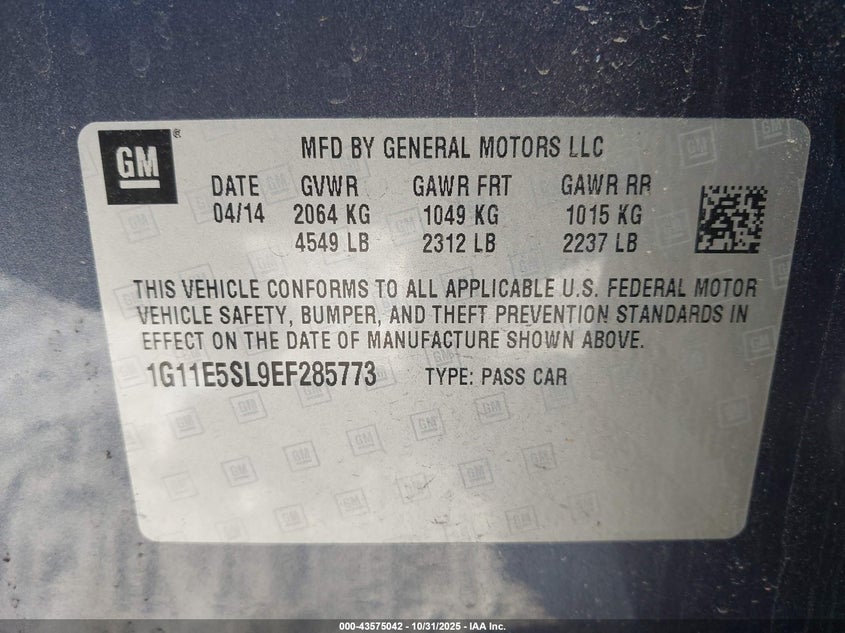 GM
MFD BY GENERAL MOTORS LLC
DATE GVWR GAWR FRT GAWR RR
04/14 2064 KG 1049 KG 1015 KG
4549 LB 2312 LB 2237 LB
THIS VEHICLE CONFORMS TO ALL APPLICABLE U.S. FEDERAL MOTOR
VEHICLE SAFETY, BUMPER, AND THEFT PREVENTION STANDARDS IN
EFFECT ON THE DATE OF MANUFACTURE SHOWN ABOVE.
1G11E5SL9EF285773 TYPE: PASS CAR
000-43575042 - 10/31/2025 - IAA Inc.